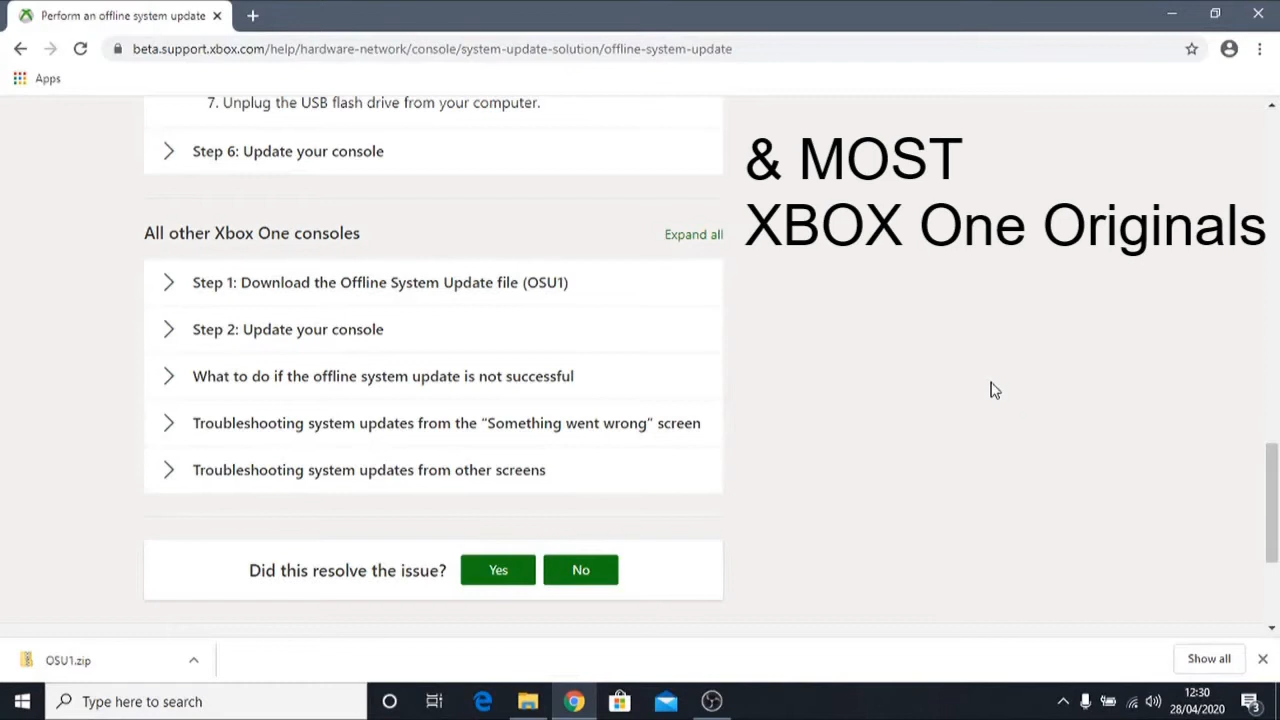 Perform an offline system update
beta.support.xbox.com/help/hardware-network/console/system-update-solution/offline-system-update
Apps
7. Unplug the USB flash drive from your computer.
Step 6: Update your console
& MOST
XBOX One Originals
All other Xbox One consoles
Expand all
Step 1: Download the Offline System Update file (OSU1)
Step 2: Update your console
What to do if the offline system update is not successful
Troubleshooting system updates from the “Something went wrong” screen
Troubleshooting system updates from other screens
Did this resolve the issue?
Yes
No
OSU1.zip
Show all
Type here to search
12:30
28/04/2020
3